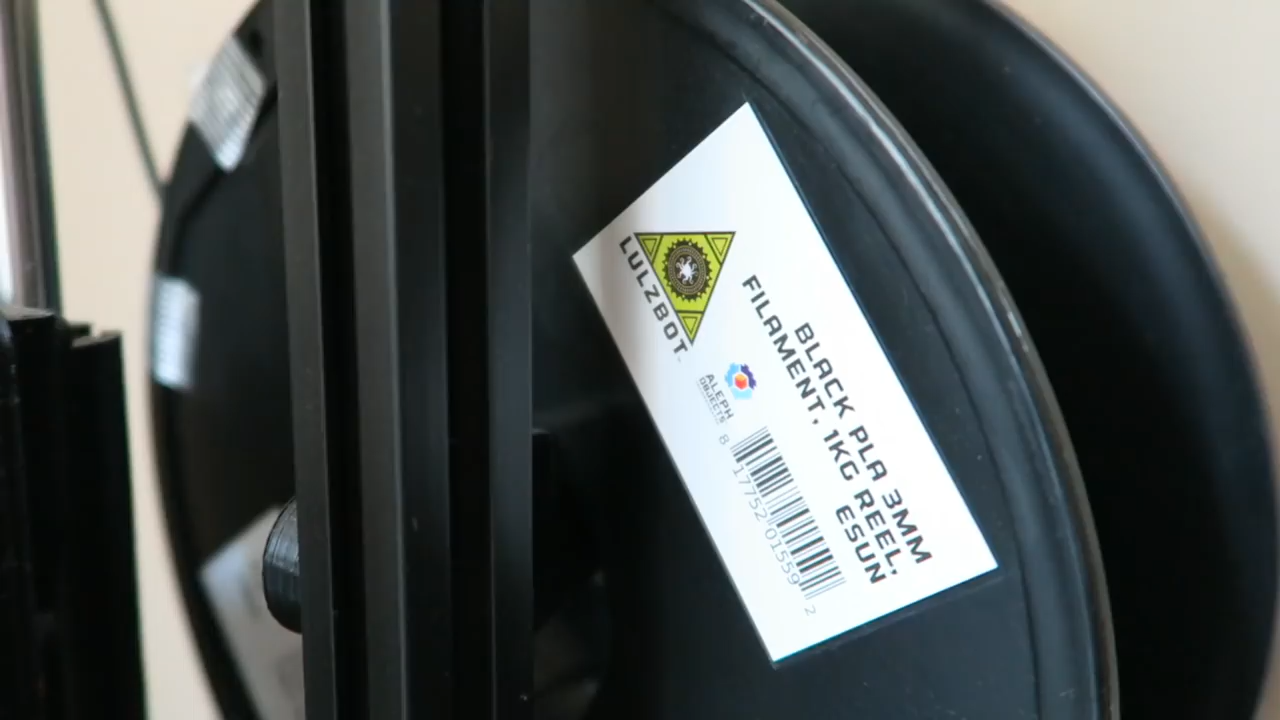 LULZBOT
ALEPH
OBJECTS
BLACK PLA 3MM
FILAMENT, 1KG REEL,
ESUN
8 17752 01559 2